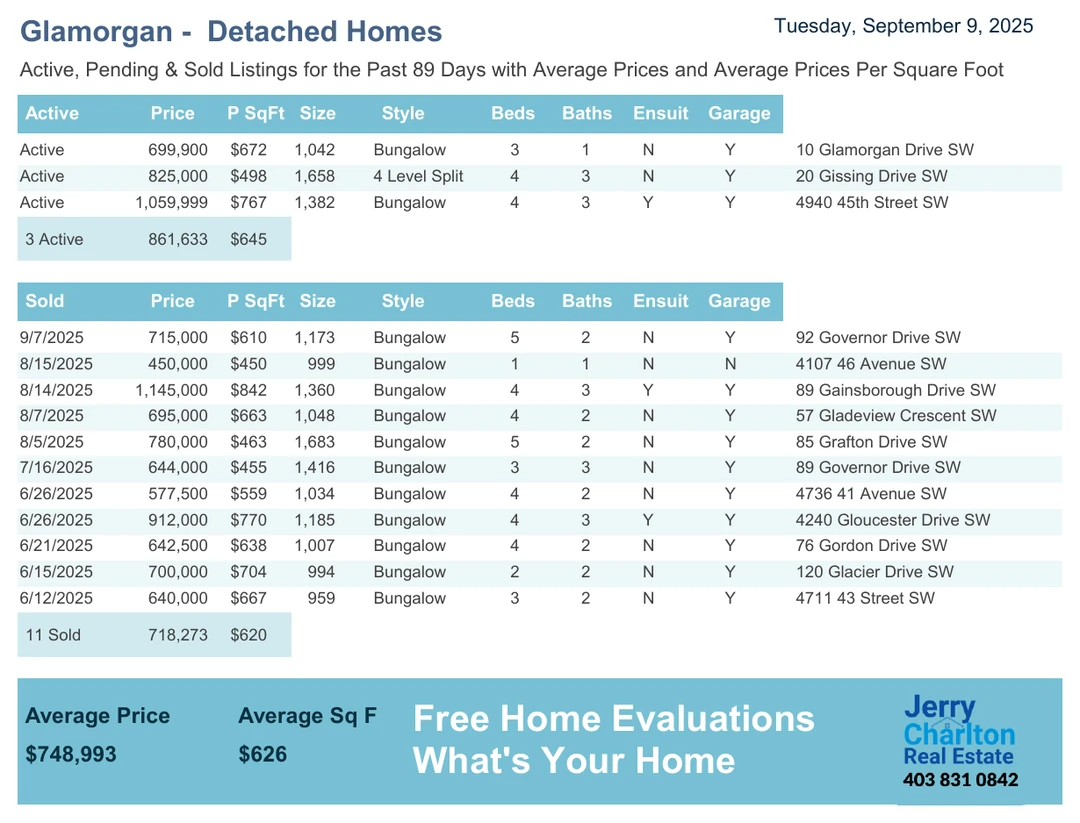 Glamorgan - Detached Homes
Tuesday, September 9, 2025
Active, Pending & Sold Listings for the Past 89 Days with Average Prices and Average Prices Per Square Foot
Active Price P SqFt Size Style Beds Baths Ensuit Garage
Active 699,900 $672 1,042 Bungalow 3 1 N Y 10 Glamorgan Drive SW
Active 825,000 $498 1,658 4 Level Split 4 3 N Y 20 Gissing Drive SW
Active 1,059,999 $767 1,382 Bungalow 4 3 Y Y 4940 45th Street SW
3 Active 861,633 $645
Sold Price P SqFt Size Style Beds Baths Ensuit Garage
9/7/2025 715,000 $610 1,173 Bungalow 5 2 N Y 92 Governor Drive SW
8/15/2025 450,000 $450 999 Bungalow 1 1 N N 4107 46 Avenue SW
8/14/2025 1,145,000 $842 1,360 Bungalow 4 3 Y Y 89 Gainsborough Drive SW
8/7/2025 695,000 $663 1,048 Bungalow 4 2 N Y 57 Gladeview Crescent SW
8/5/2025 780,000 $463 1,683 Bungalow 5 2 N Y 85 Grafton Drive SW
7/16/2025 644,000 $455 1,416 Bungalow 3 3 N Y 89 Governor Drive SW
6/26/2025 577,500 $559 1,034 Bungalow 4 2 N Y 4736 41 Avenue SW
6/26/2025 912,000 $770 1,185 Bungalow 4 3 Y Y 4240 Gloucester Drive SW
6/21/2025 642,500 $638 1,007 Bungalow 4 2 N Y 76 Gordon Drive SW
6/15/2025 700,000 $704 994 Bungalow 2 2 N Y 120 Glacier Drive SW
6/12/2025 640,000 $667 959 Bungalow 3 2 N Y 4711 43 Street SW
11 Sold 718,273 $620
Average Price Average Sq F
$748,993 $626
Free Home Evaluations
What's Your Home
Jerry
Charlton
Real Estate
403 831 0842